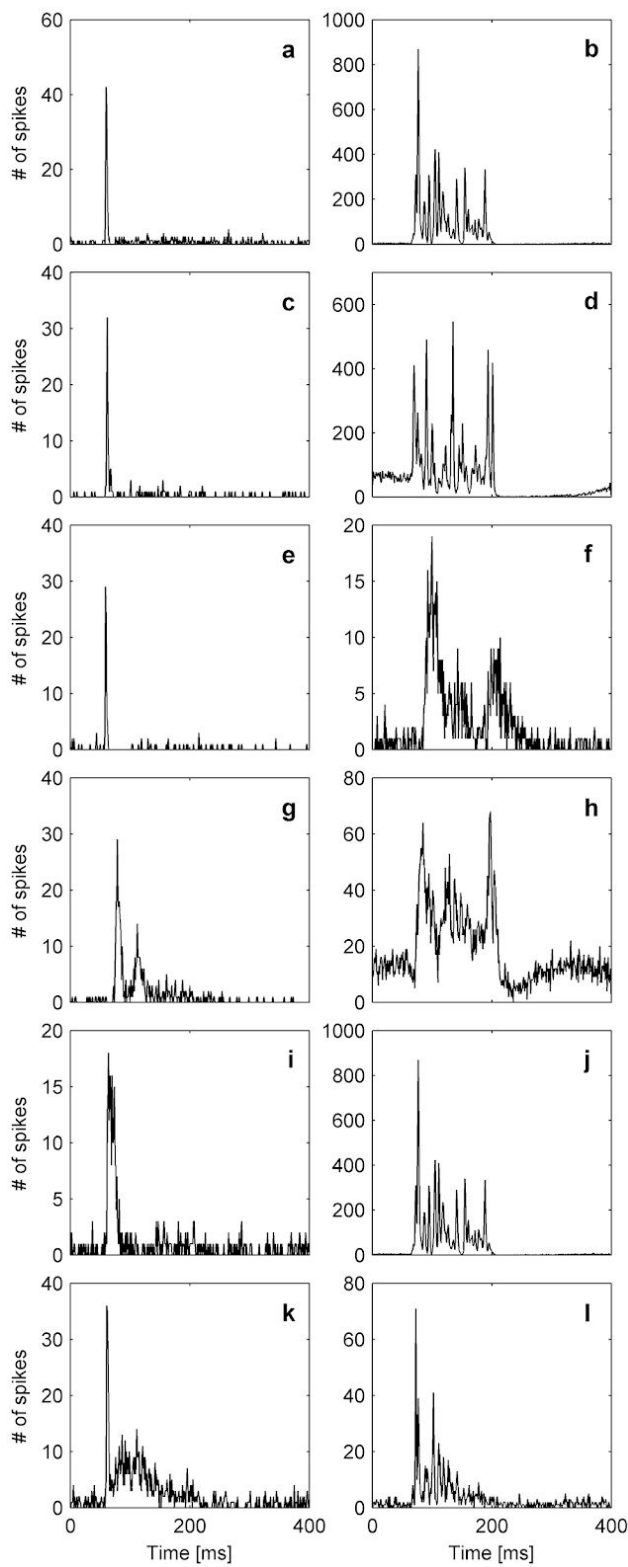 60 a 1000 b
800
40
600
# of spikes
400
20
200
0 0
40 c 600 d
30
400
# of spikes
20
200
10
0 0
40 e 20 f
30 15
# of spikes
20 10
10 5
0 0
40 g 80 h
30 60
# of spikes
20 40
10 20
0 0
20 i 1000 j
15 800
600
# of spikes
10
400
5
200
0 0
40 k 80 l
30 60
# of spikes
20 40
10 20
0 0
0 200 400 0 200 400
Time [ms] Time [ms]